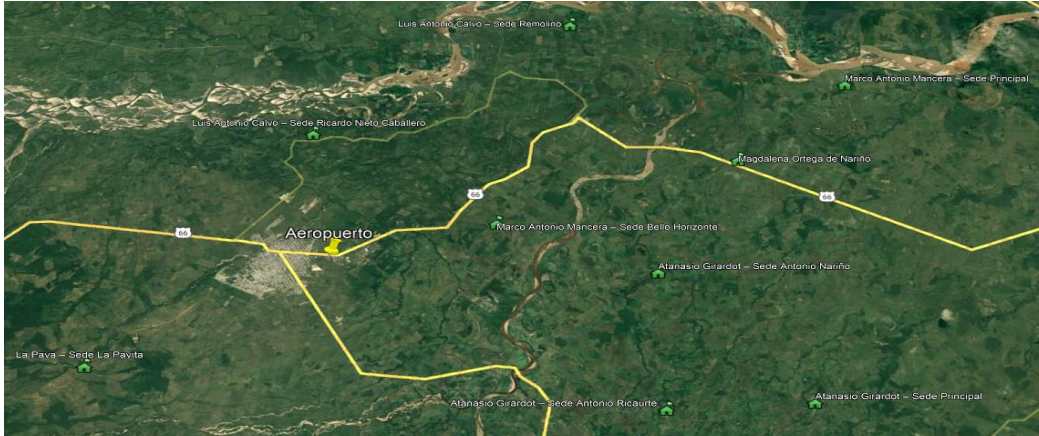 Luis Antonio Calvo – Sede Remolino
Marco Antonio Mancera – Sede Principal
Luis Antonio Calvo – Sede Ricardo Nieto Caballero
Magdalena Ortega de Nariño
66
66
Marco Antonio Mancera – Sede Bello Horizonte
66
Aeropuerto
Atanasio Girardot – Sede Antonio Nariño
La Pava – Sede La Pavita
Atanasio Girardot – Sede Principal
Atanasio Girardot – Sede Antonio Ricaurte